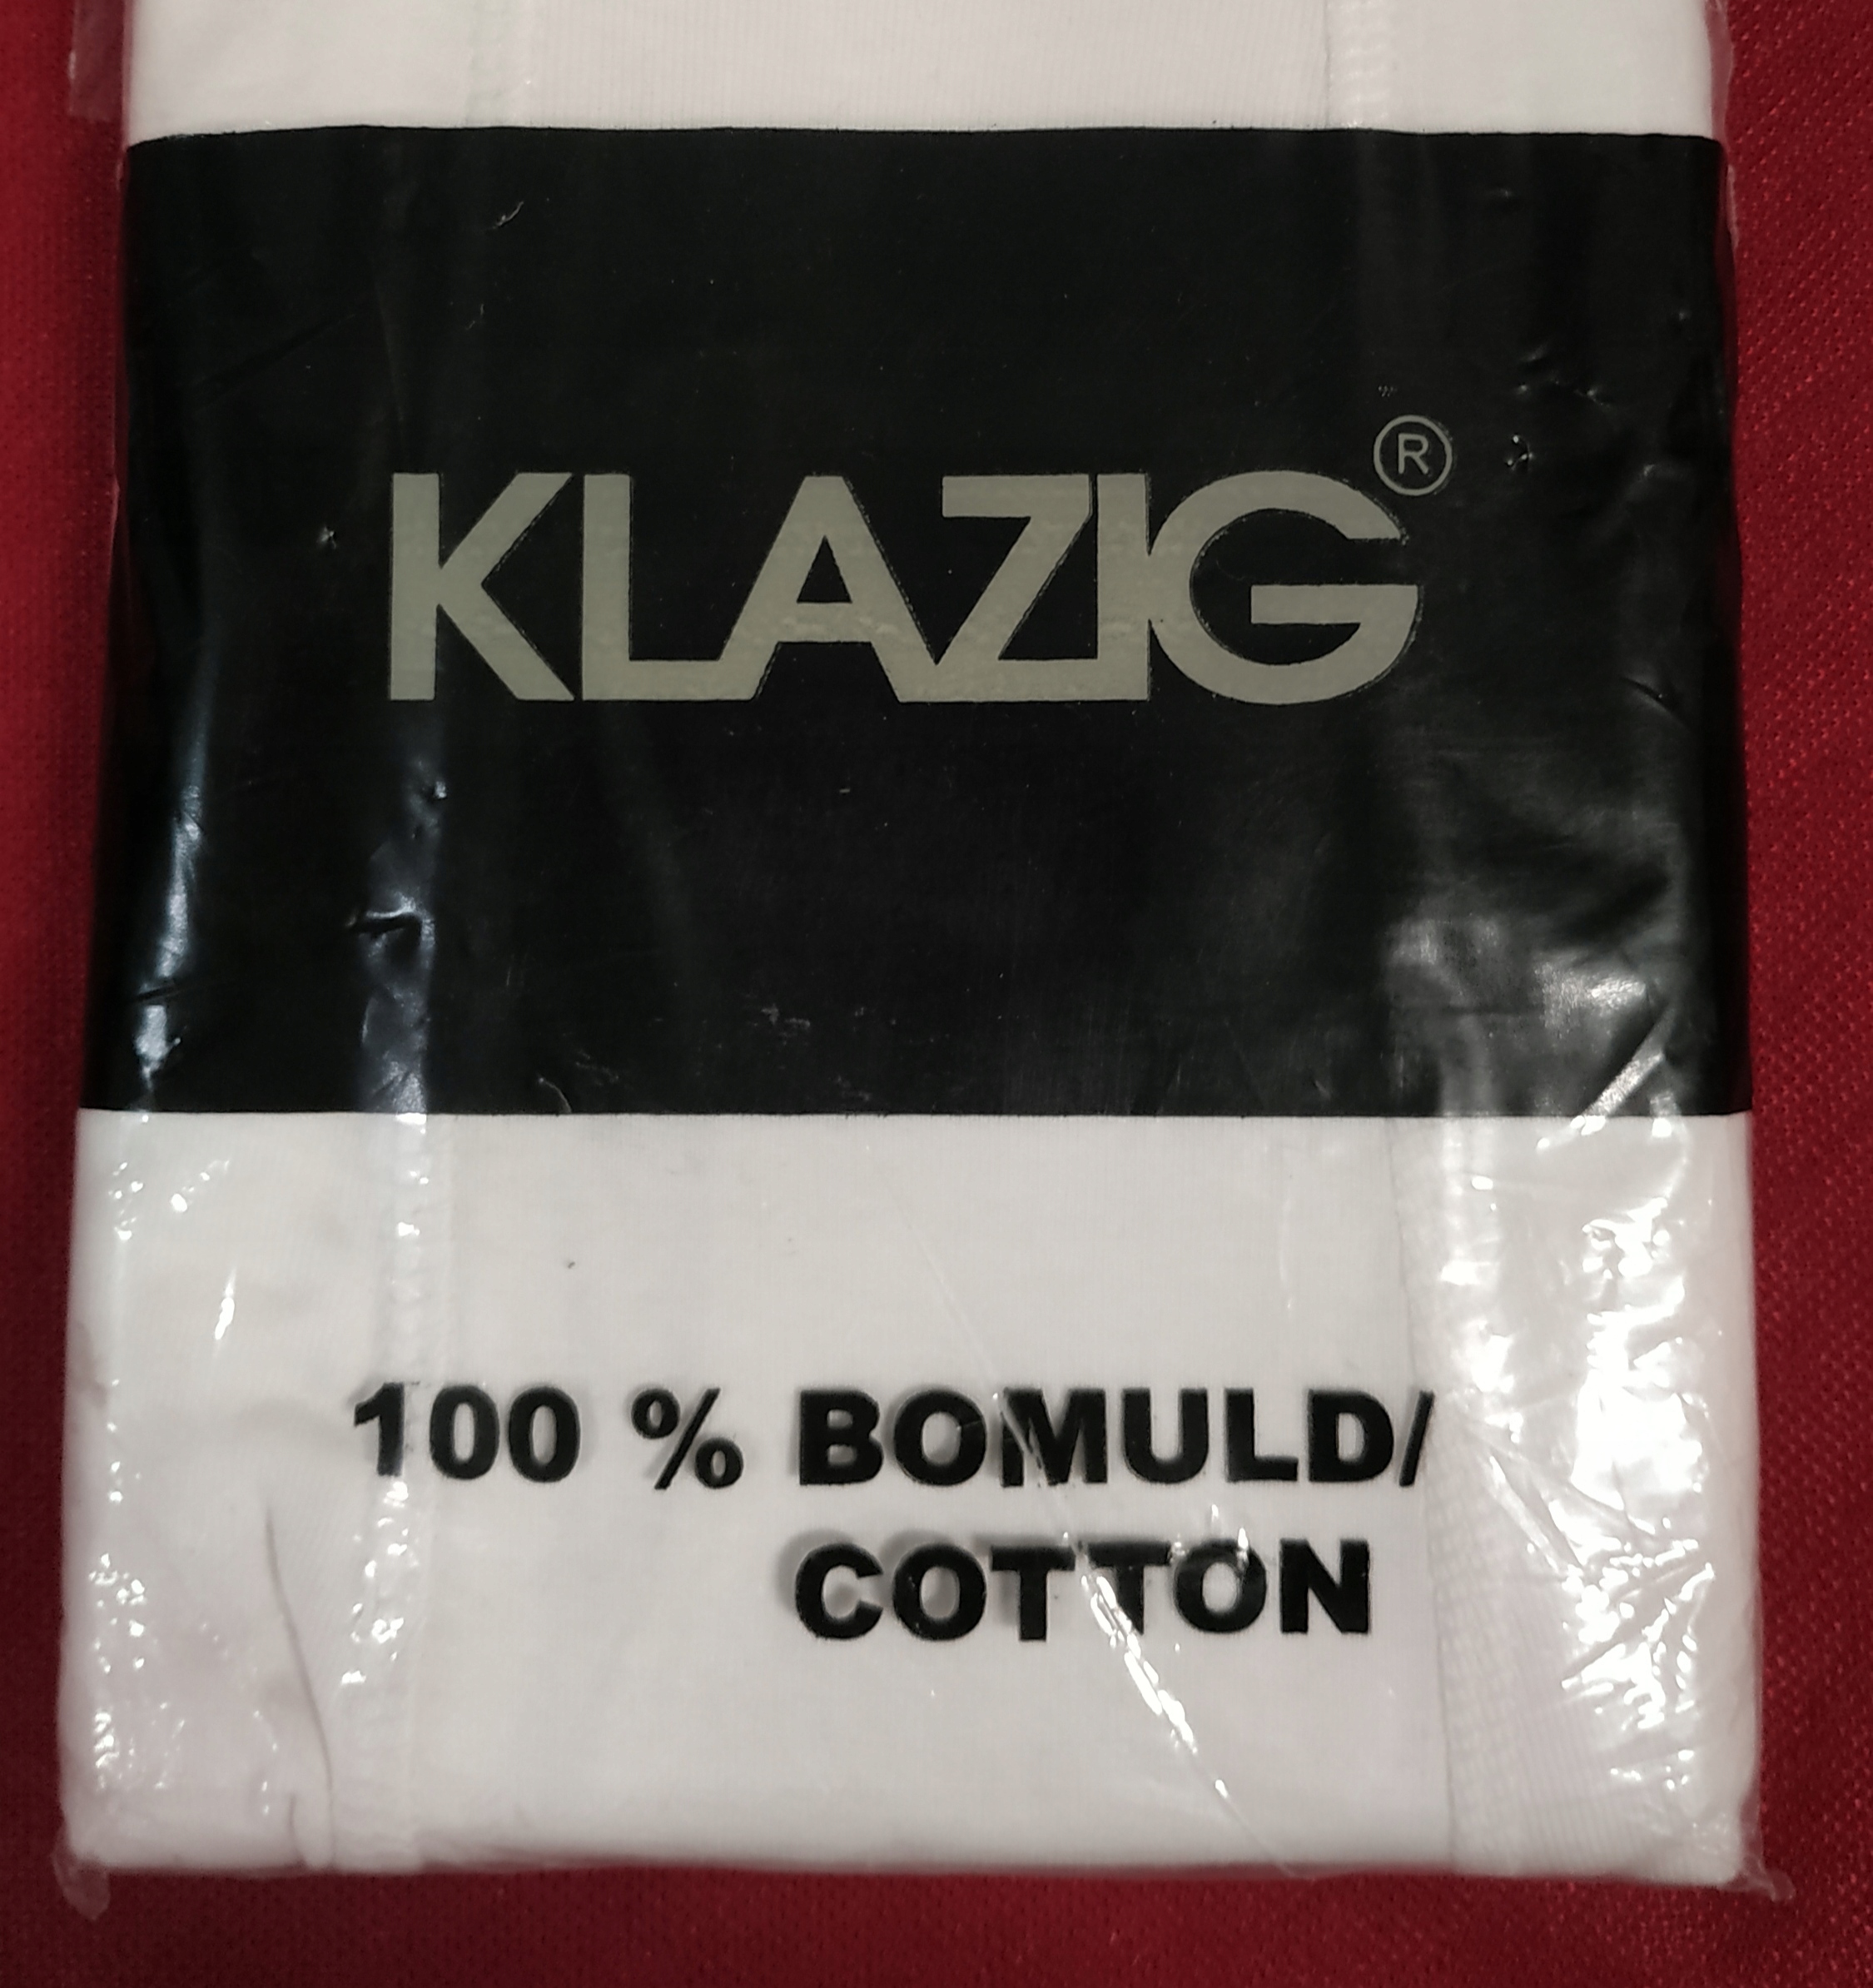 KLAZIG®
100 % BOMULD/
COTTON